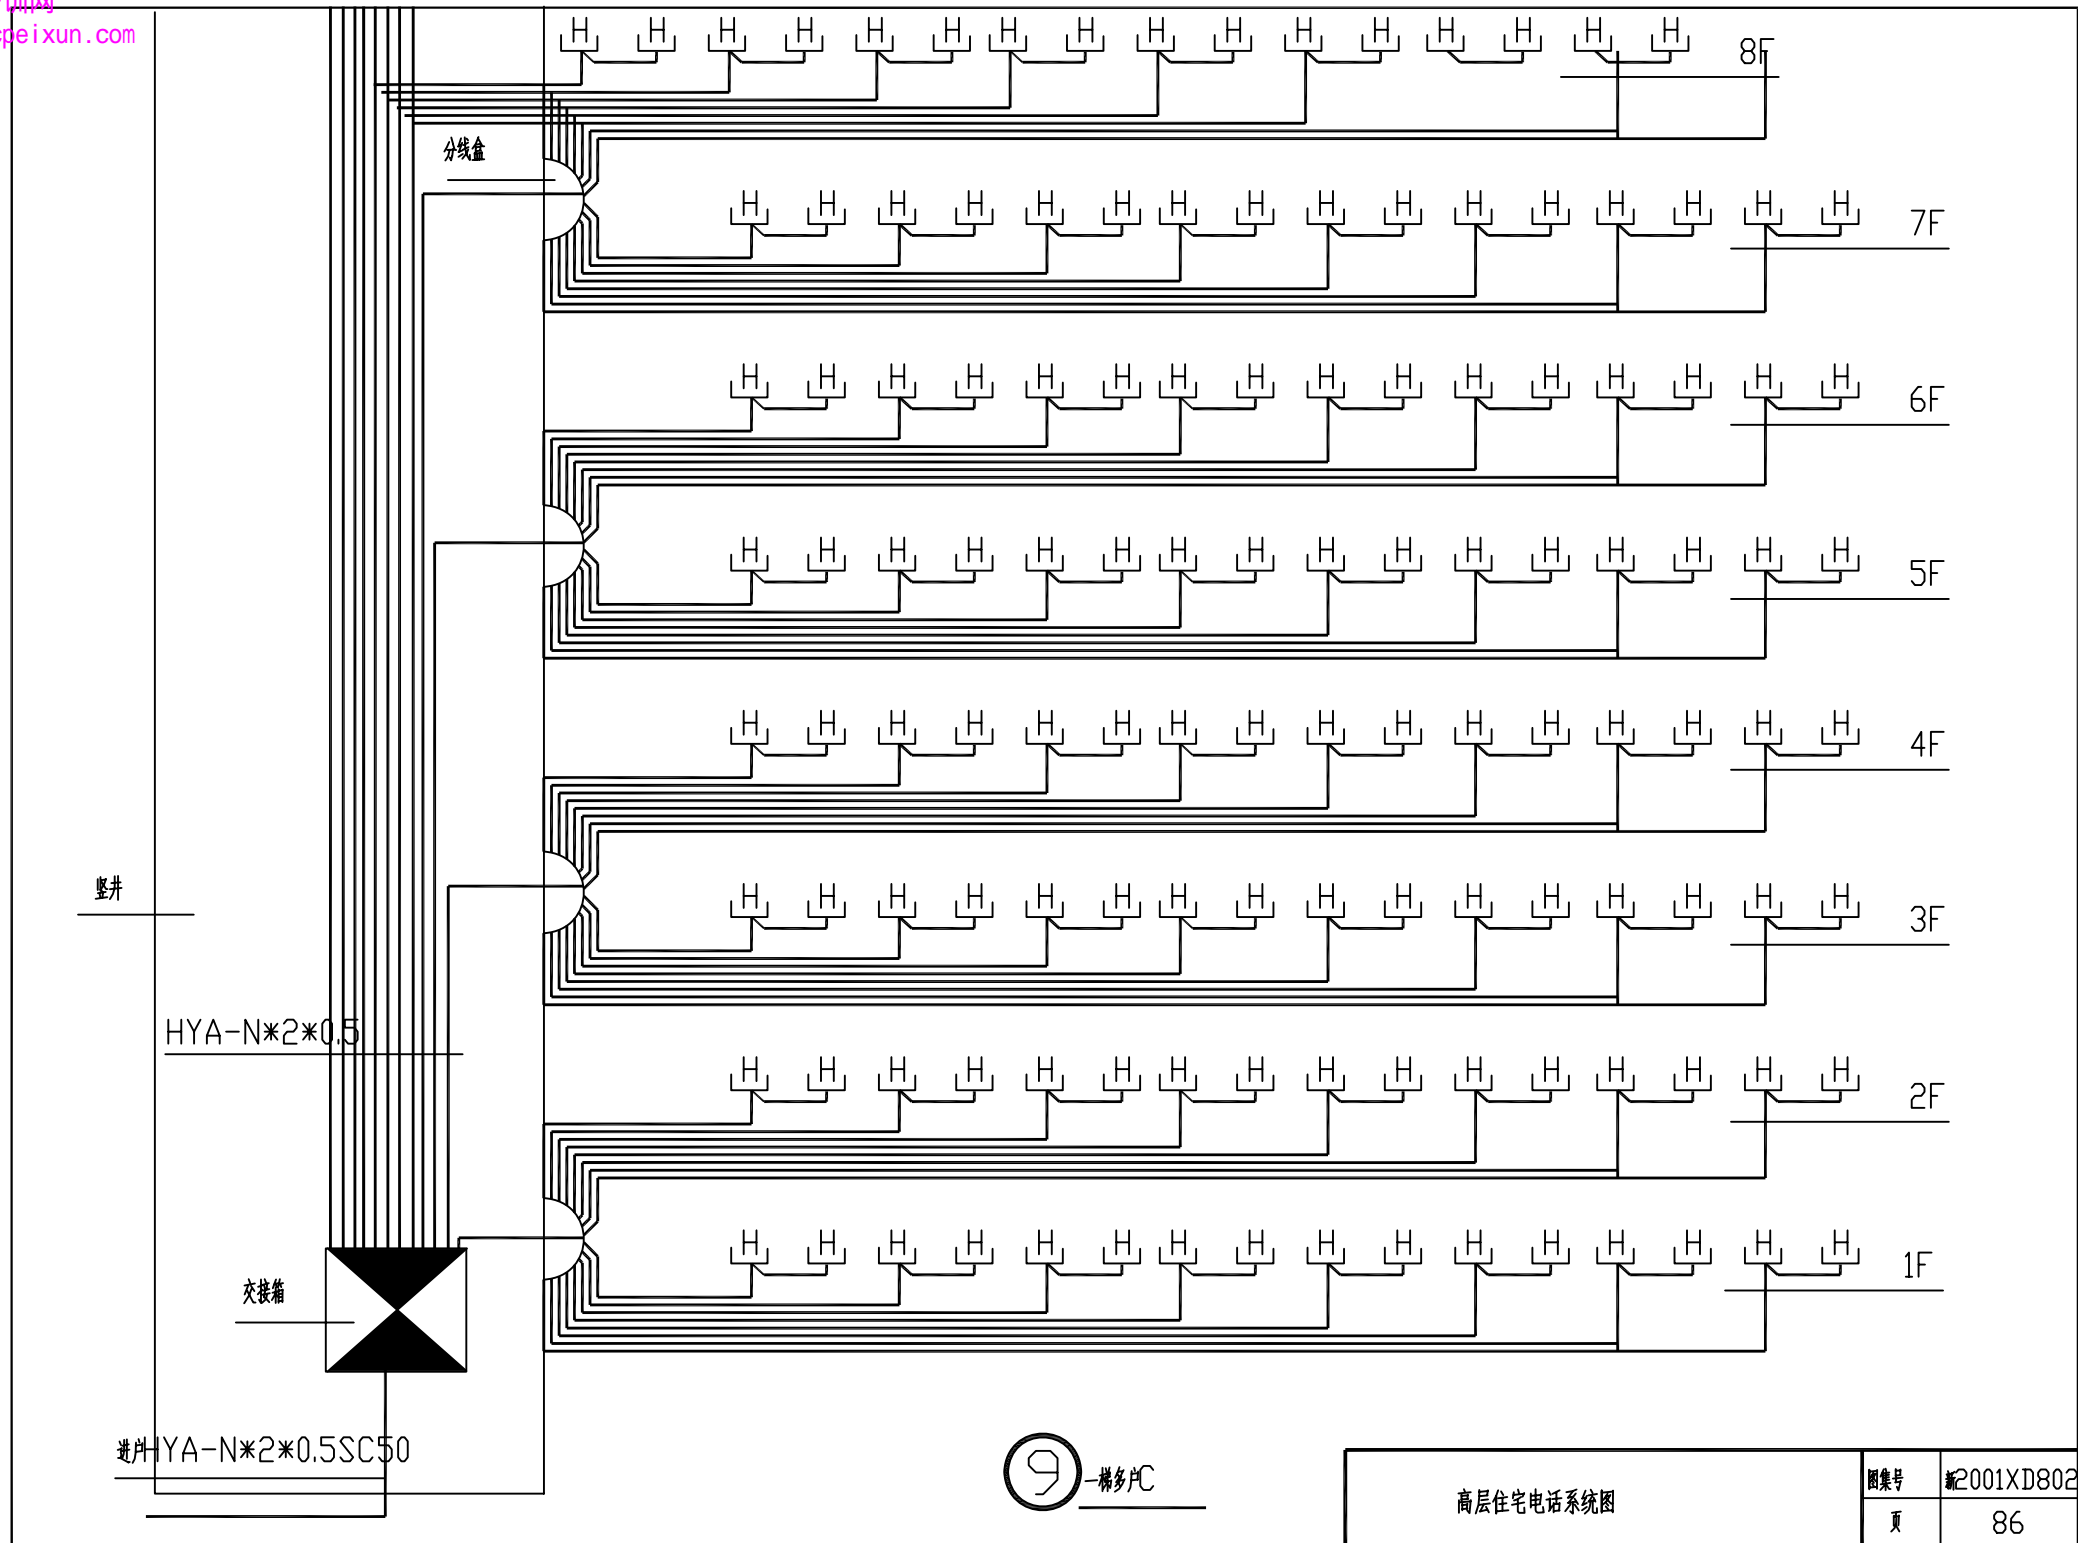 peixun.com
H H H H H H H H H H H H H H H H
8F
分线盒
H H H H H H H H H H H H H H H H
7F
H H H H H H H H H H H H H H H H
6F
H H H H H H H H H H H H H H H H
5F
H H H H H H H H H H H H H H H H
4F
竖井
H H H H H H H H H H H H H H H H
3F
HYA-N*2*0.5
H H H H H H H H H H H H H H H H
2F
H H H H H H H H H H H H H H H H
1F
交接箱
进户HYA-N*2*0.5SC50
9 一梯多户C
高层住宅电话系统图
图集号 新2001XD802
页 86